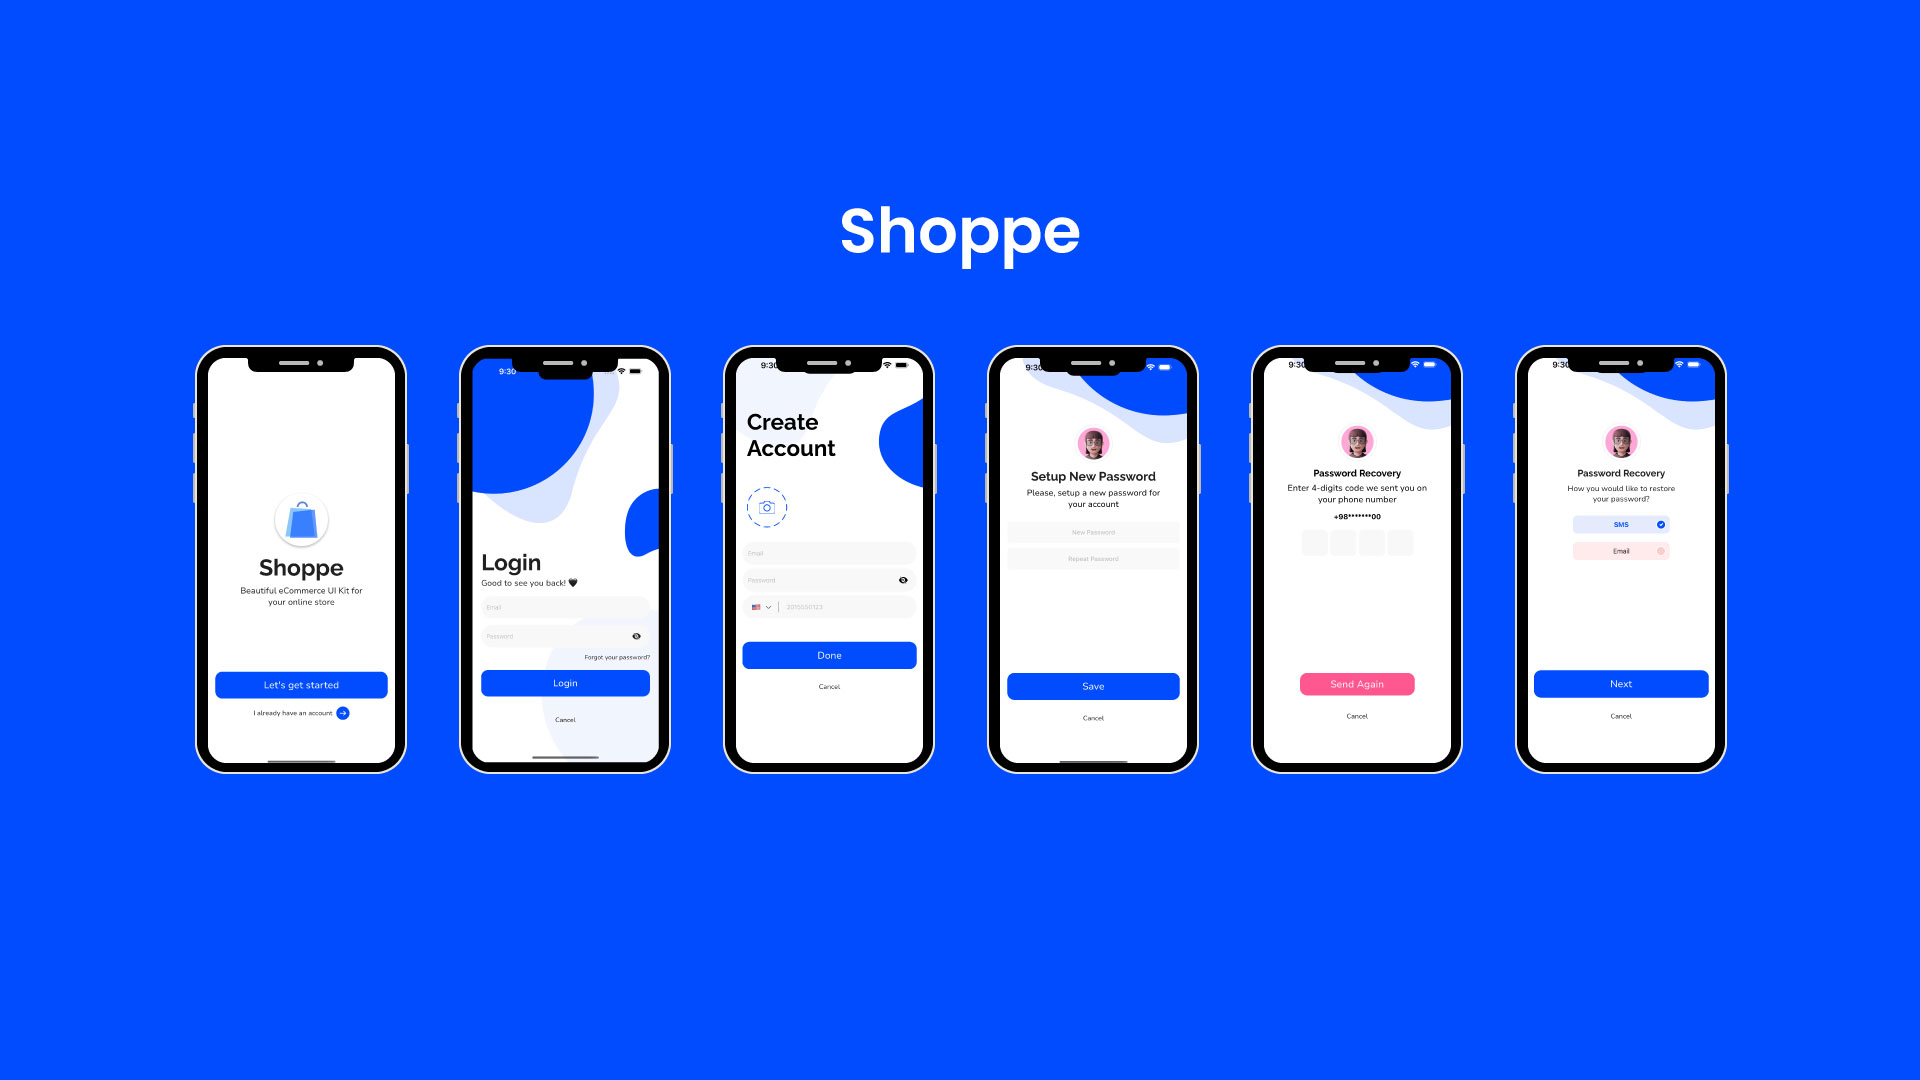 Shoppe
Shoppe
Beautiful eCommerce UI Kit for
your online store
Let's get started
I already have an account
9:30
Login
Good to see you back! 🖤
Email
Password
Forgot your password?
Login
Cancel
9:30
Create
Account
Email
Password
2015550123
Done
Cancel
9:30
Setup New Password
Please, setup a new password for
your account
New Password
Repeat Password
Save
Cancel
9:30
Password Recovery
Enter 4-digits code we sent you on
your phone number
+98*******00
Send Again
Cancel
9:30
Password Recovery
How you would like to restore
your password?
SMS
Email
Next
Cancel